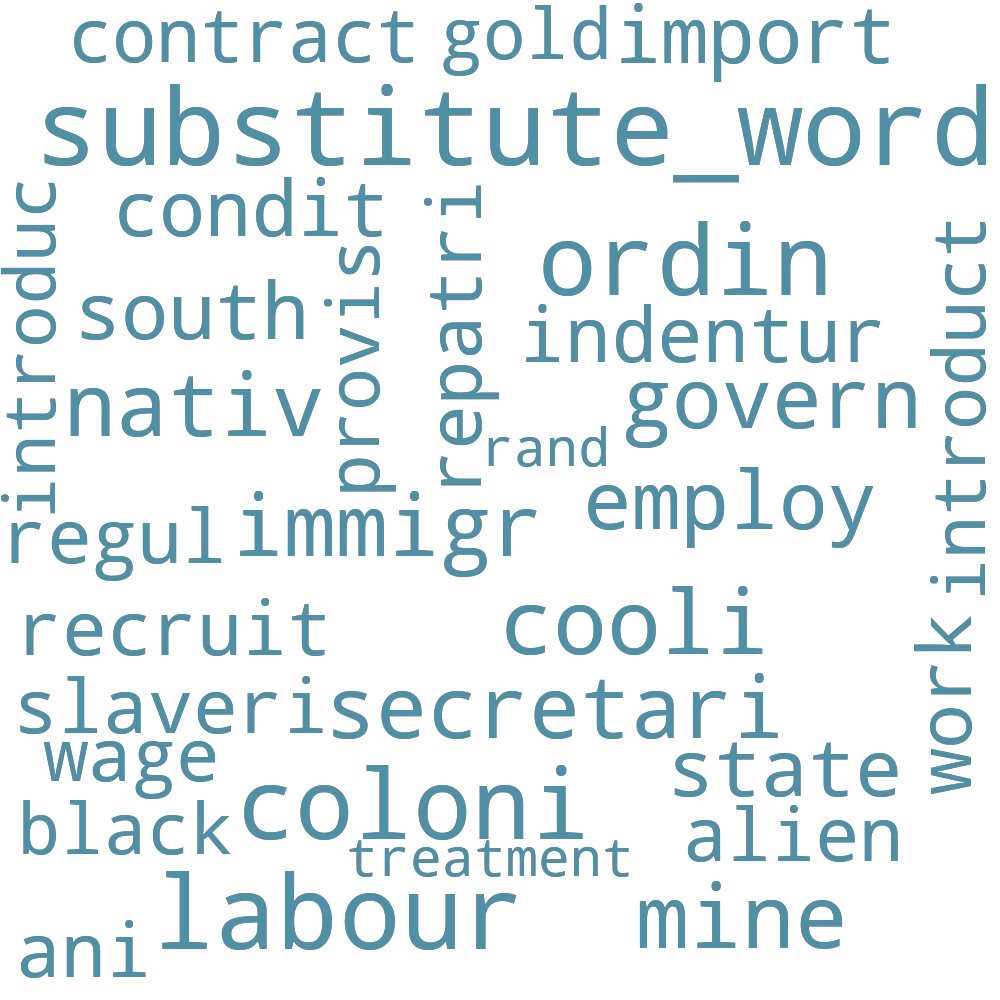 contract gold import
substitute_word
introduc
condit
provis
repatri
ordin
introduct
south
indentur
nativ
govern
rand
regul
immigr
employ
recruit
cooli
work
slaveri secretari
wage
state
black
coloni
alien
treatment
labour
mine
ani